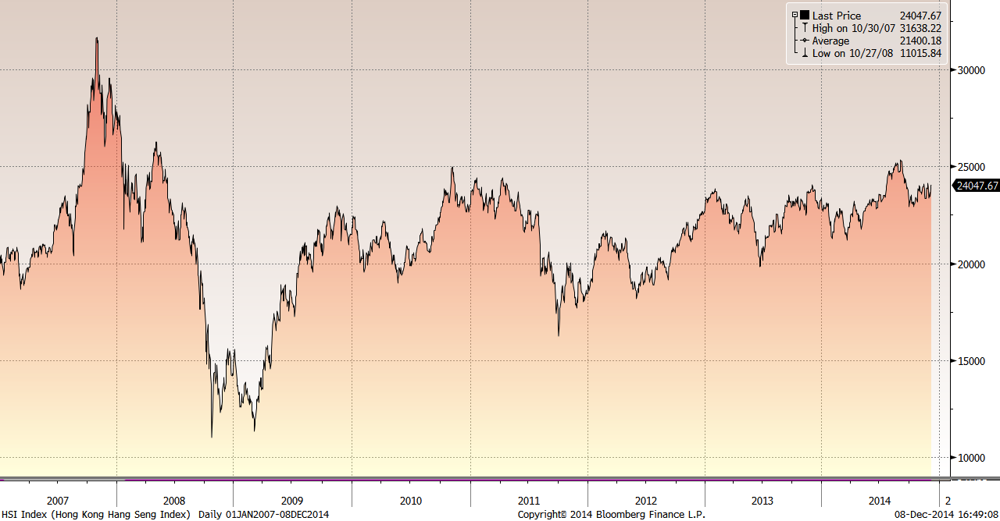 Last Price 24047.67
High on 10/30/07 31638.22
Average 21400.18
Low on 10/27/08 11015.84
30000
25000
24047.67
20000
15000
10000
2007 2008 2009 2010 2011 2012 2013 2014 2
HSI Index (Hong Kong Hang Seng Index) Daily 01JAN2007-08DEC2014 Copyright© 2014 Bloomberg Finance L.P. 08-Dec-2014 16:49:08